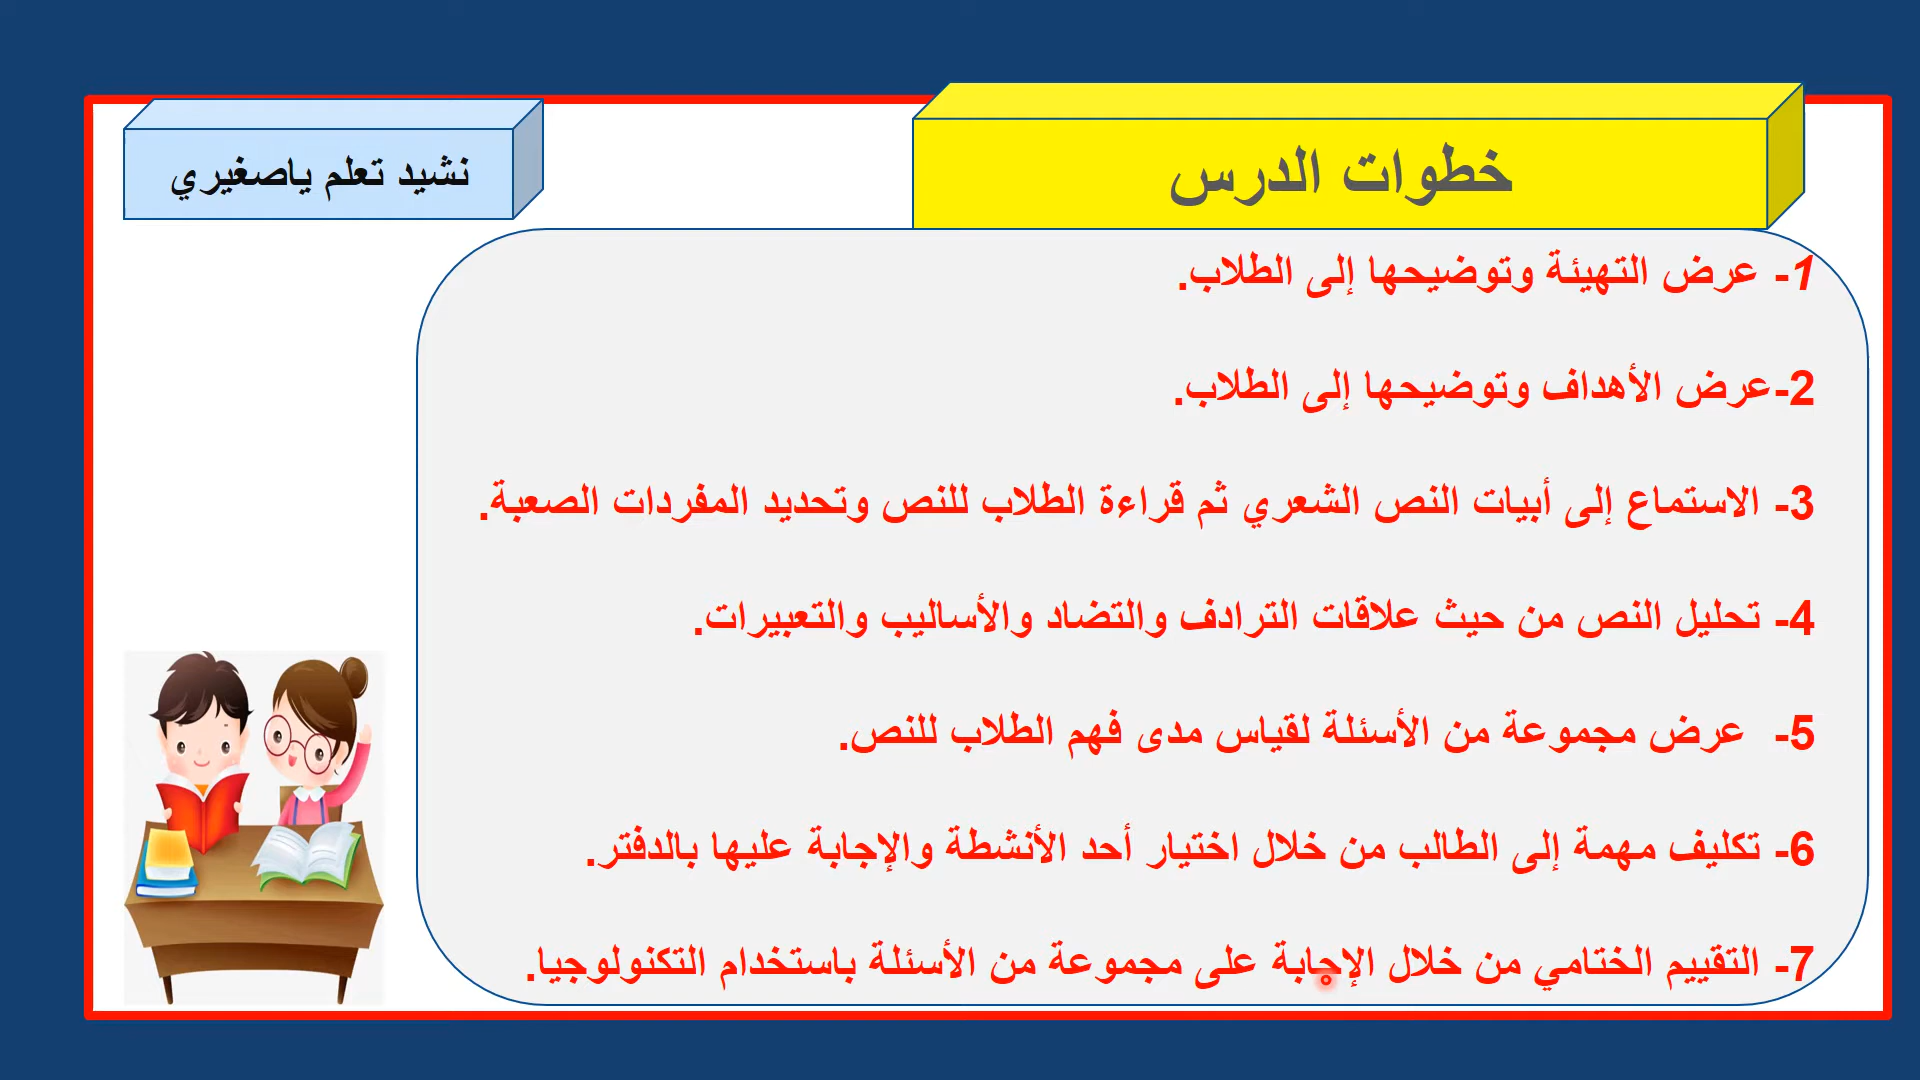 خطوات الدرس
نشيد تعلم ياصغيري
1- عرض التهيئة وتوضيحها إلى الطلاب.
2-عرض الأهداف وتوضيحها إلى الطلاب.
3- الاستماع إلى أبيات النص الشعري ثم قراءة الطلاب للنص وتحديد المفردات الصعبة.
4- تحليل النص من حيث علاقات الترادف والتضاد والأساليب والتعبيرات.
5- عرض مجموعة من الأسئلة لقياس مدى فهم الطلاب للنص.
6- تكليف مهمة إلى الطالب من خلال اختيار أحد الأنشطة والإجابة عليها بالدفتر.
7- التقييم الختامي من خلال الإجابة على مجموعة من الأسئلة باستخدام التكنولوجيا.